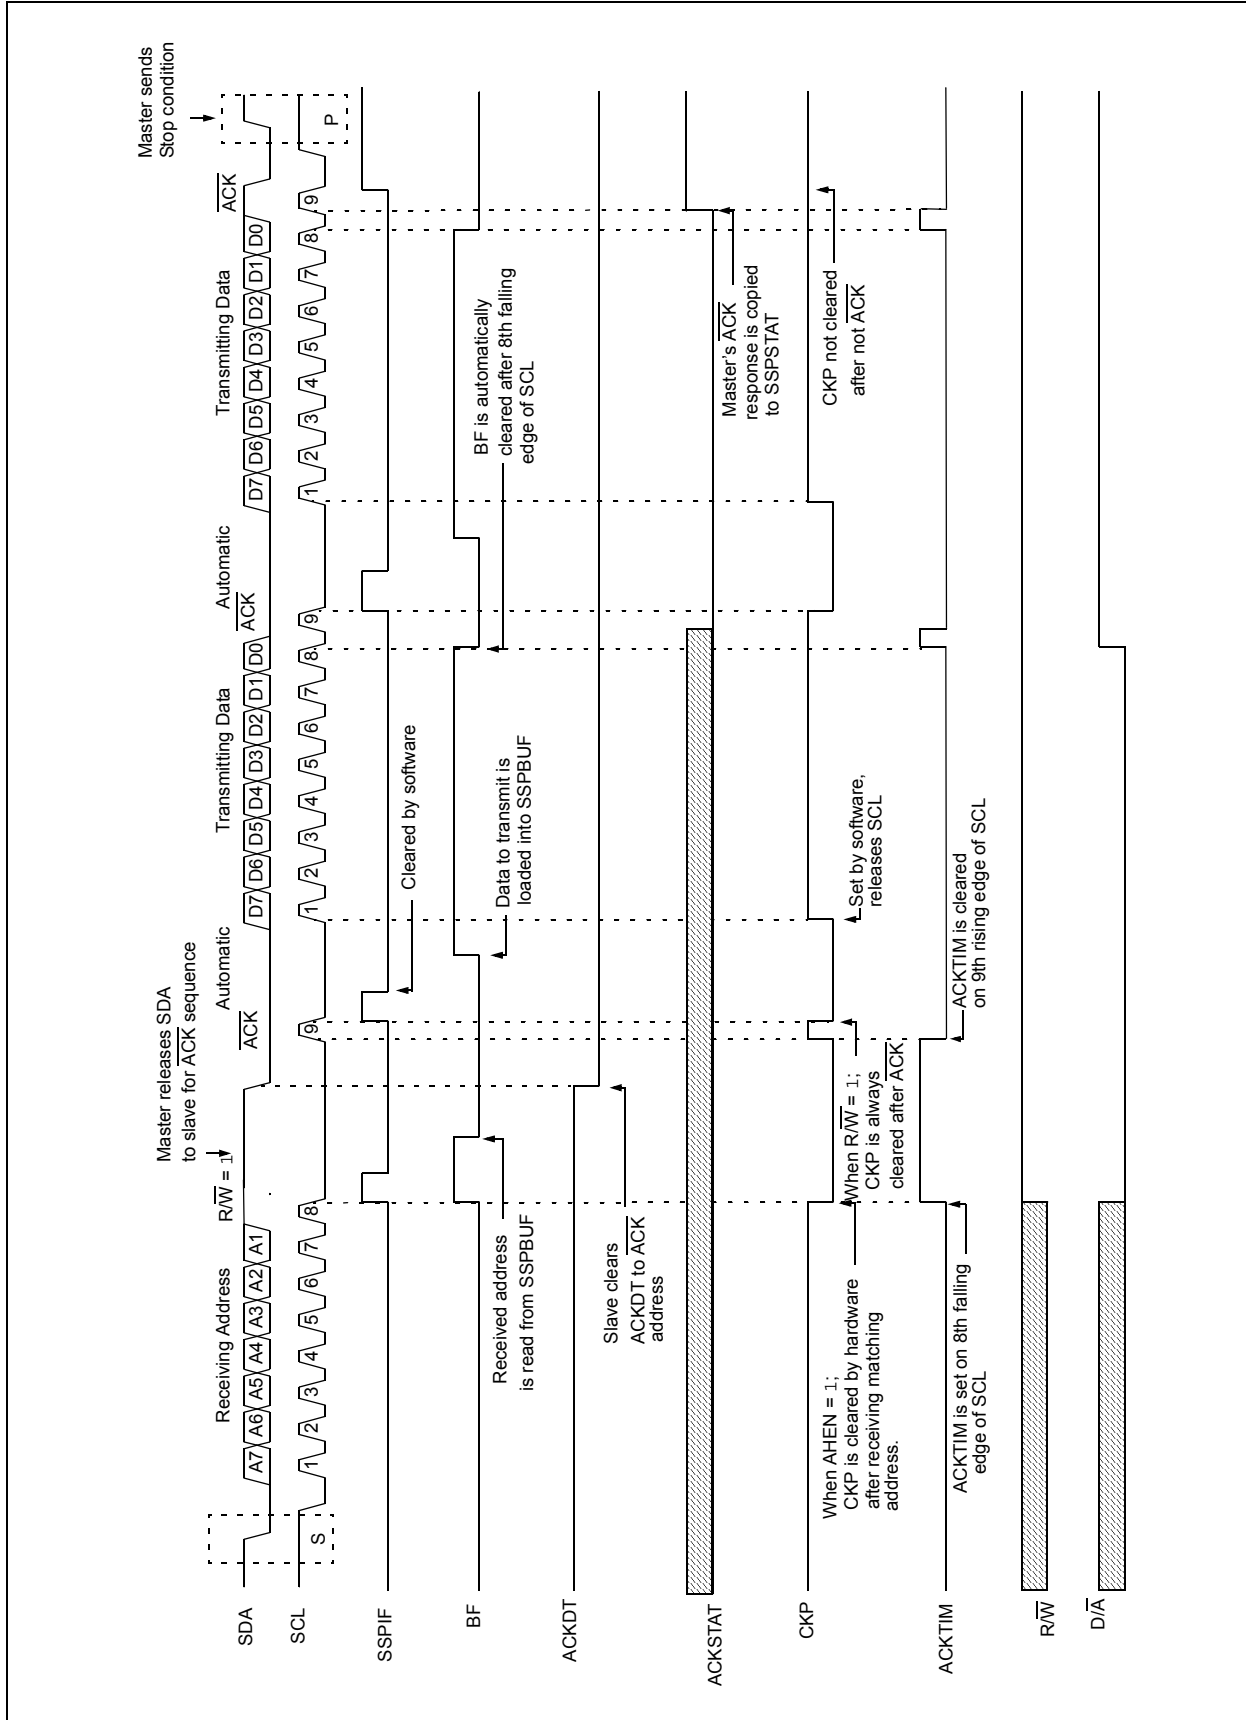 Master releases SDA
to slave for A̅C̅K̅ sequence
Master sends
Stop condition
Receiving Address
R/W̅ = 1
A̅C̅K̅
Automatic
Transmitting Data
A̅C̅K̅
Automatic
Transmitting Data
A̅C̅K̅
SDA
A7 A6 A5 A4 A3 A2 A1
D7 D6 D5 D4 D3 D2 D1 D0
D7 D6 D5 D4 D3 D2 D1 D0
SCL
S
1 2 3 4 5 6 7 8 9
1 2 3 4 5 6 7 8 9
1 2 3 4 5 6 7 8 9
P
SSPIF
Cleared by software
BF
Received address
is read from SSPBUF
Data to transmit is
loaded into SSPBUF
BF is automatically
cleared after 8th falling
edge of SCL
ACKDT
Slave clears
ACKDT to A̅C̅K̅
address
ACKSTAT
Master's A̅C̅K̅
response is copied
to SSPSTAT
CKP
When AHEN = 1;
CKP is cleared by hardware
after receiving matching
address.
When R/W̅ = 1;
CKP is always
cleared after A̅C̅K̅
Set by software,
releases SCL
CKP not cleared
after not A̅C̅K̅
ACKTIM
ACKTIM is set on 8th falling
edge of SCL
ACKTIM is cleared
on 9th rising edge of SCL
R/W̅
D/A̅